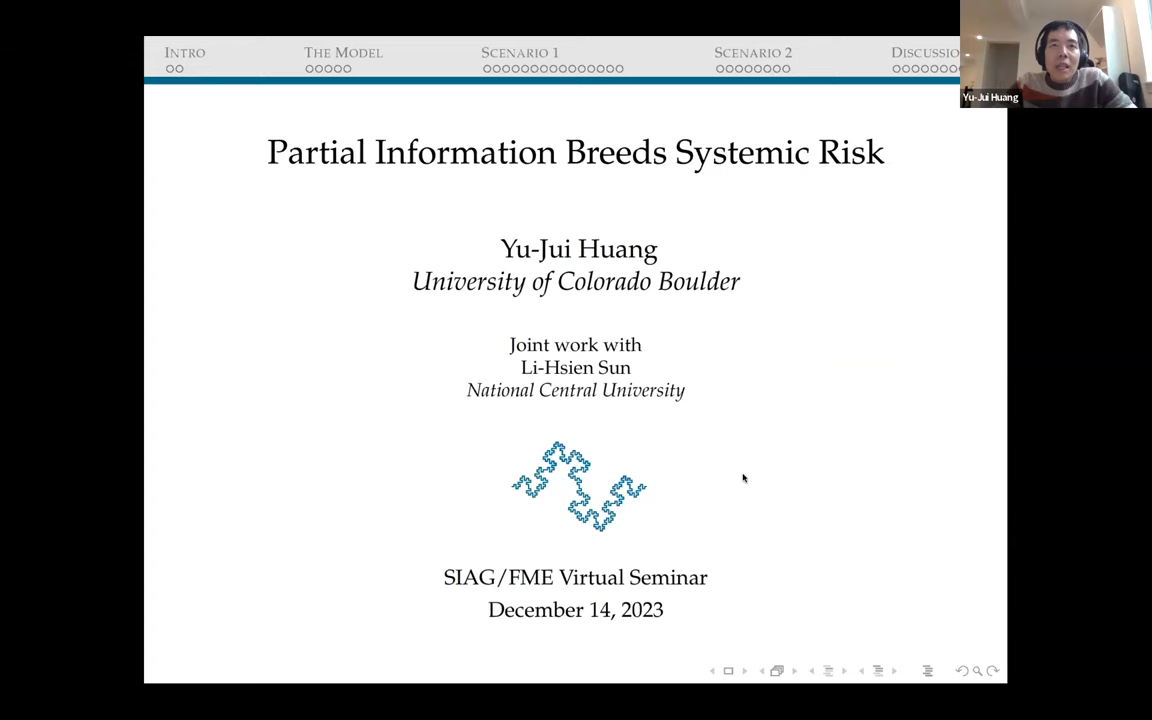 INTRO THE MODEL SCENARIO 1 SCENARIO 2 DISCUSSIO
Yu-Jui Huang
Partial Information Breeds Systemic Risk
Yu-Jui Huang
University of Colorado Boulder
Joint work with
Li-Hsien Sun
National Central University
SIAG/FME Virtual Seminar
December 14, 2023